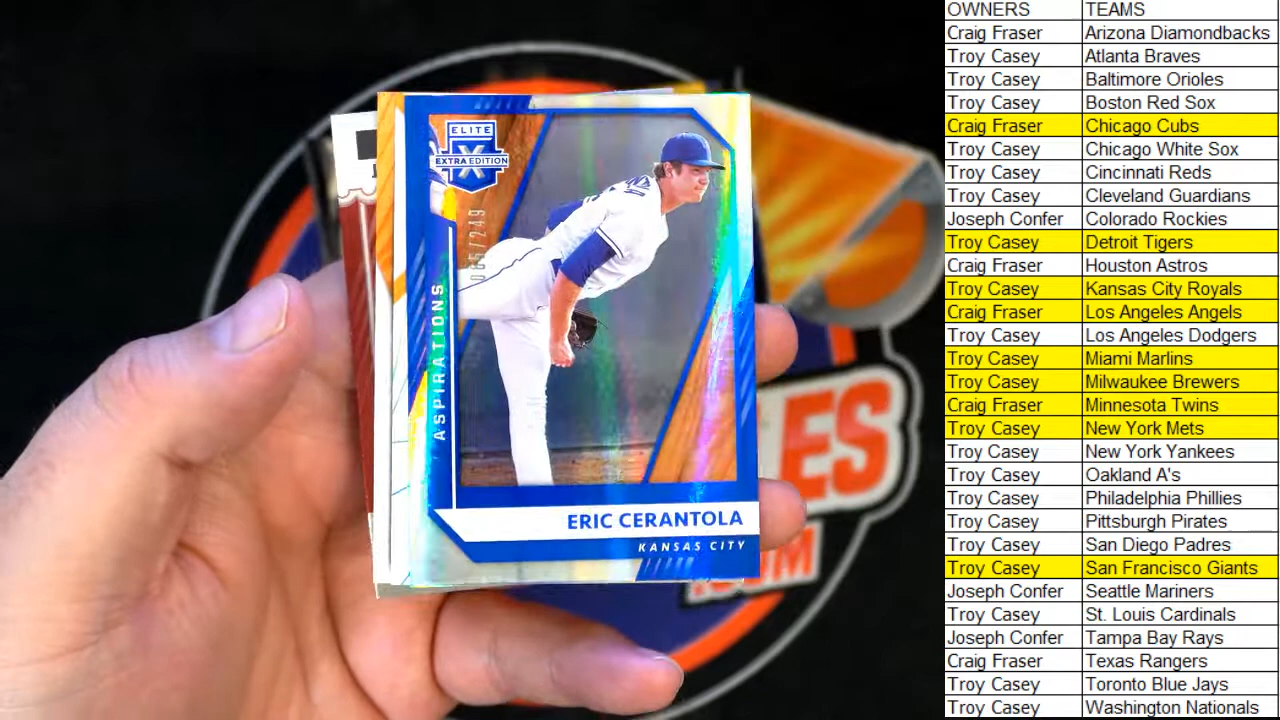 ELITE
X
EXTRA EDITION
/249
ASPIRATIONS
ERIC CERANTOLA
KANSAS CITY
ES
.COM
OWNERS TEAMS
Craig Fraser Arizona Diamondbacks
Troy Casey Atlanta Braves
Troy Casey Baltimore Orioles
Troy Casey Boston Red Sox
Craig Fraser Chicago Cubs
Troy Casey Chicago White Sox
Troy Casey Cincinnati Reds
Troy Casey Cleveland Guardians
Joseph Confer Colorado Rockies
Troy Casey Detroit Tigers
Craig Fraser Houston Astros
Troy Casey Kansas City Royals
Craig Fraser Los Angeles Angels
Troy Casey Los Angeles Dodgers
Troy Casey Miami Marlins
Troy Casey Milwaukee Brewers
Craig Fraser Minnesota Twins
Troy Casey New York Mets
Troy Casey New York Yankees
Troy Casey Oakland A's
Troy Casey Philadelphia Phillies
Troy Casey Pittsburgh Pirates
Troy Casey San Diego Padres
Troy Casey San Francisco Giants
Joseph Confer Seattle Mariners
Troy Casey St. Louis Cardinals
Joseph Confer Tampa Bay Rays
Craig Fraser Texas Rangers
Troy Casey Toronto Blue Jays
Troy Casey Washington Nationals